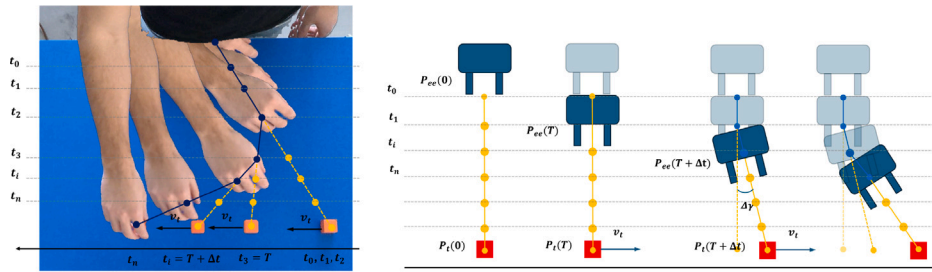 t₀
t₁
t₂
t₃
tᵢ
tₙ
vₜ
vₜ
vₜ
tₙ
tᵢ = T + Δt
t₃ = T
t₀, t₁, t₂
t₀
t₁
tᵢ
tₙ
Pₑₑ(0)
Pₜ(0)
Pₑₑ(T)
Pₜ(T)
vₜ
Pₑₑ(T + Δt)
Δγ
Pₜ(T + Δt)
vₜ